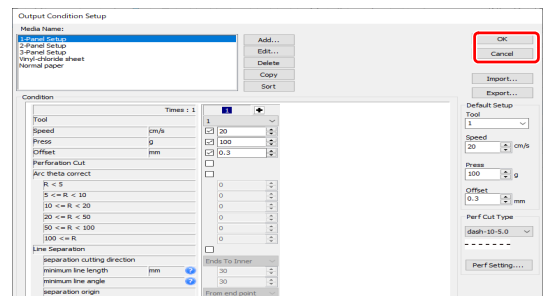 Output Condition Setup
Media Name:
1-Panel Setup
2-Panel Setup
3-Panel Setup
Vinyl-chloride sheet
Normal paper
Add...
Edit...
Delete
Copy
Sort
OK
Cancel
Import...
Export...
Condition
Times : 1 1 +
Tool 1
Speed cm/s 20
Press g 100
Offset mm 0.3
Perforation Cut
Arc theta correct
R < 5 0
5 <= R < 10 0
10 <= R < 20 0
20 <= R < 50 0
50 <= R < 100 0
100 <= R 0
Line Separation
separation cutting direction Ends To Inner
minimum line length mm ? 30
minimum line angle ? 30
separation origin From end point
Default Setup
Tool
1
Speed
20 cm/s
Press
100 g
Offset
0.3 mm
Perf Cut Type
dash-10-5.0
Perf Setting....